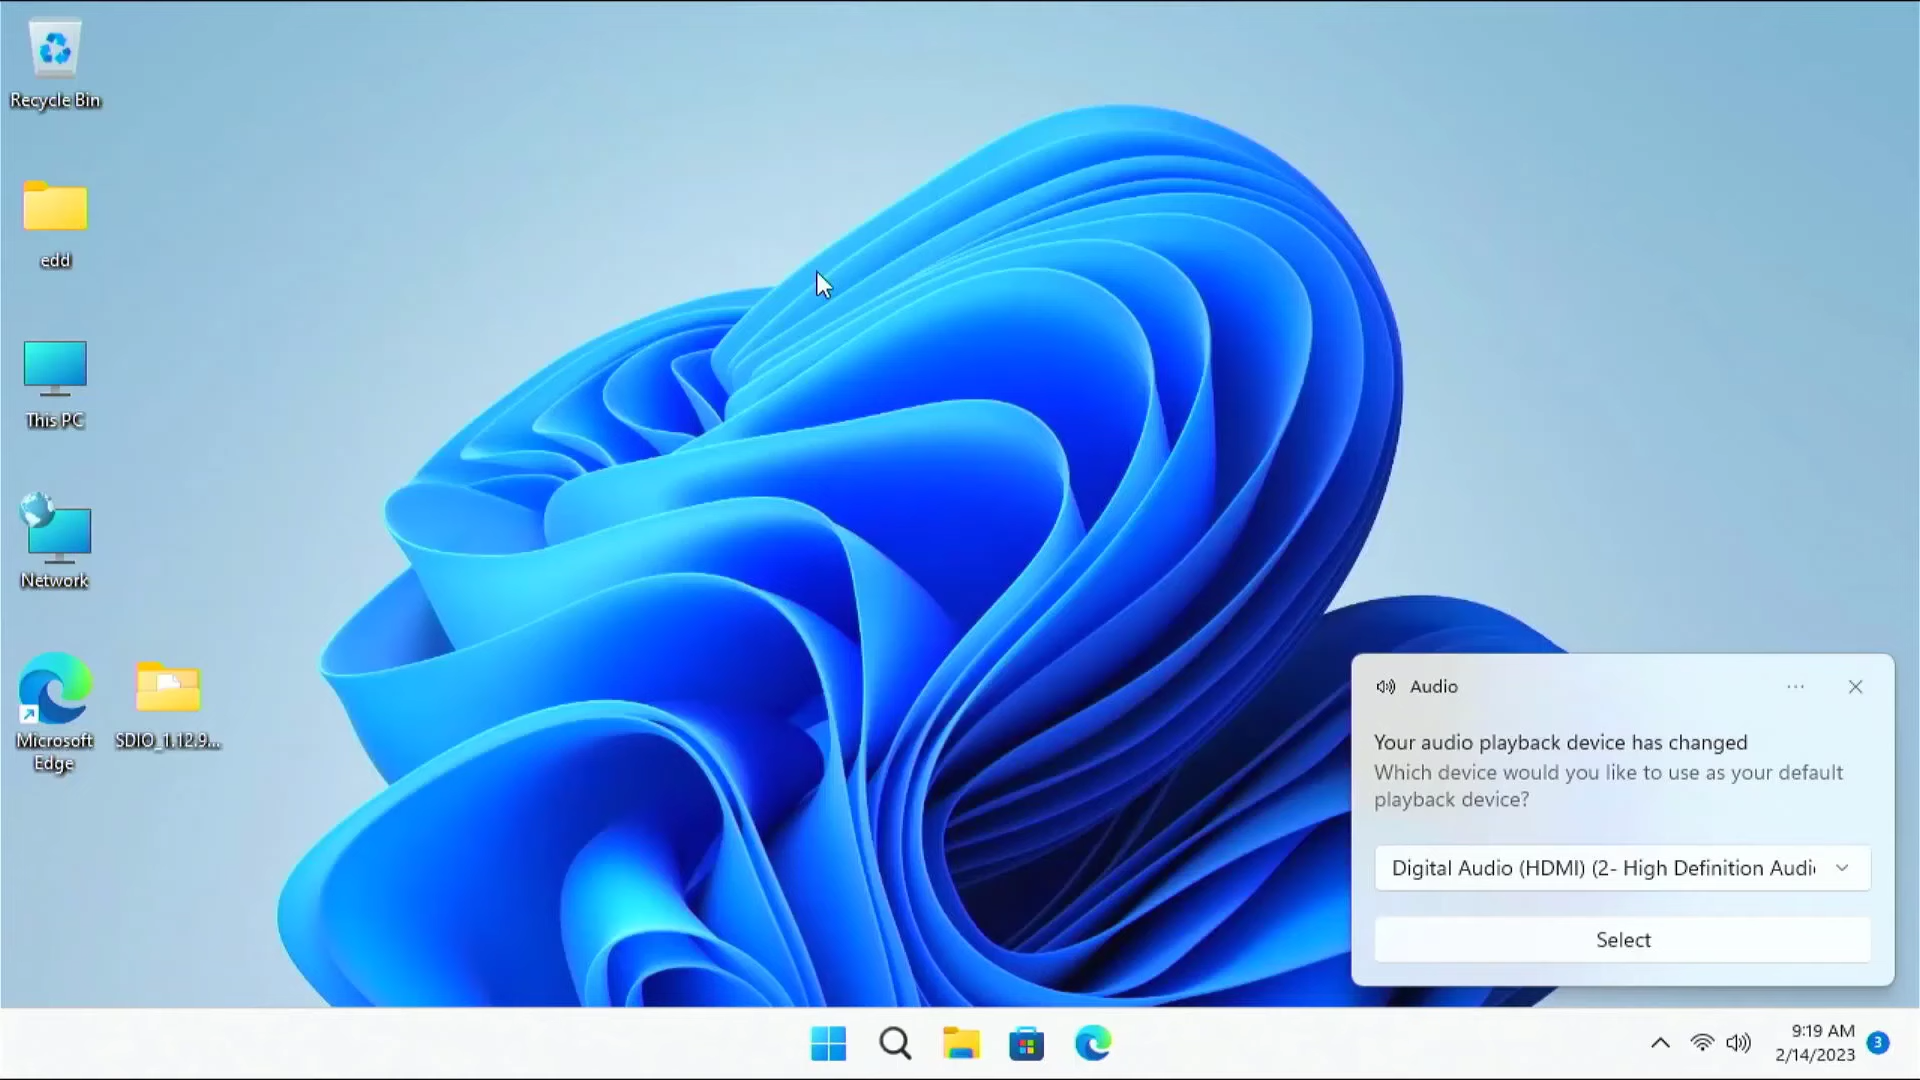 Recycle Bin
edd
This PC
Network
Microsoft
Edge
SDIO_1.12.9...
Audio
Your audio playback device has changed
Which device would you like to use as your default
playback device?
Digital Audio (HDMI) (2- High Definition Audi
Select
9:19 AM
2/14/2023
3